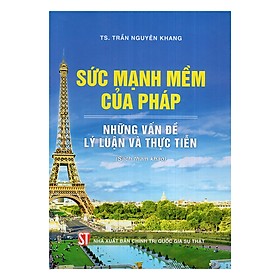 TS. TRẦN NGUYÊN KHANG
SỨC MẠNH MỀM
CỦA PHÁP
NHỮNG VẤN ĐỀ
LÝ LUẬN VÀ THỰC TIỄN
NHÀ XUẤT BẢN CHÍNH TRỊ QUỐC GIA SỰ THẬT